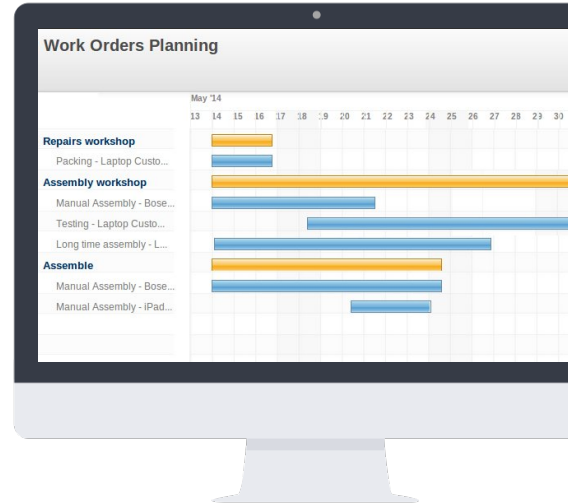 Work Orders Planning
May '14
13 14 15 16 17 18 19 20 21 22 23 24 25 26 27 28 29 30
Repairs workshop
Packing - Laptop Custo...
Assembly workshop
Manual Assembly - Bose...
Testing - Laptop Custo...
Long time assembly - L...
Assemble
Manual Assembly - Bose...
Manual Assembly - iPad...